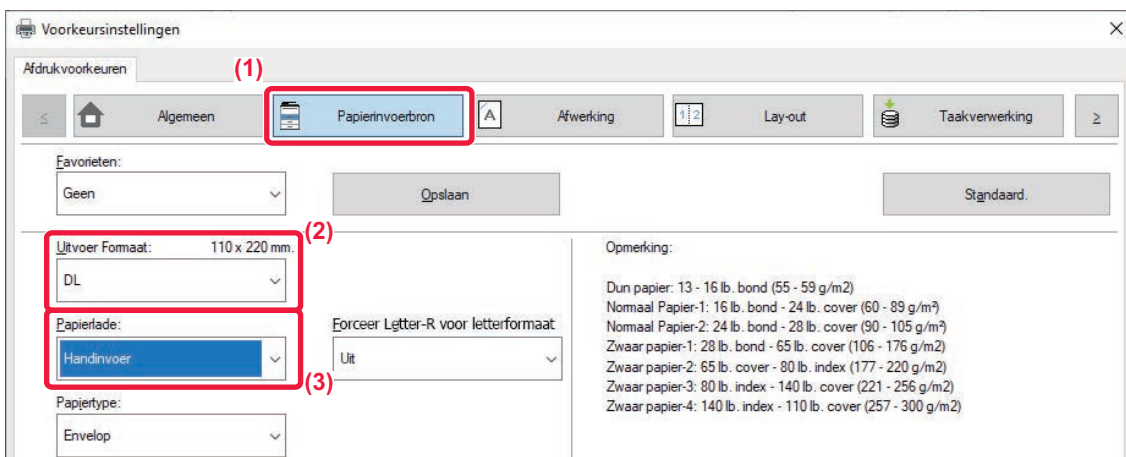 Voorkeursinstellingen
Afdrukvoorkeuren
(1)
< Algemeen Papierinvoerbron A Afwerking 1 2 Lay-out Taakverwerking >
Favorieten:
Geen Opslaan Standaard.
(2)
Uitvoer Formaat: 110 x 220 mm.
DL
Papierlade:
Handinvoer
(3)
Forceer Letter-R voor letterformaat
Uit
Papiertype:
Envelop
Opmerking:
Dun papier: 13 - 16 lb. bond (55 - 59 g/m2)
Normaal Papier-1: 16 lb. bond - 24 lb. cover (60 - 89 g/m²)
Normaal Papier-2: 24 lb. bond - 28 lb. cover (90 - 105 g/m²)
Zwaar papier-1: 28 lb. bond - 65 lb. cover (106 - 176 g/m2)
Zwaar papier-2: 65 lb. cover - 80 lb. index (177 - 220 g/m2)
Zwaar papier-3: 80 lb. index - 140 lb. cover (221 - 256 g/m2)
Zwaar papier-4: 140 lb. index - 110 lb. cover (257 - 300 g/m2)